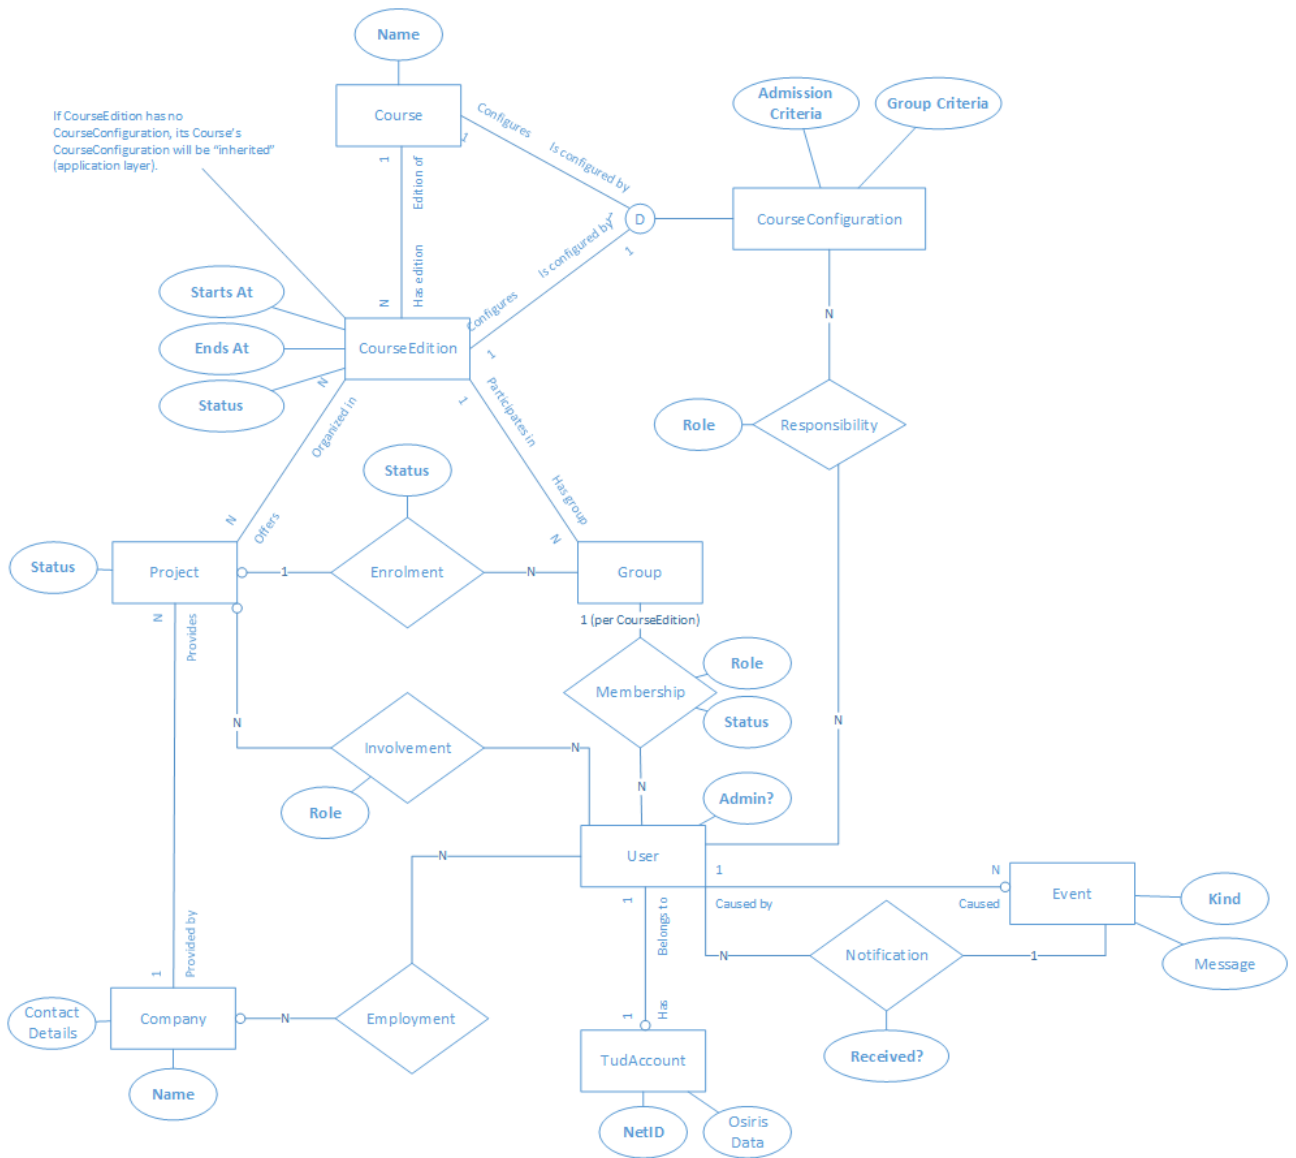 Name
Course
Configures
1
Is configured by
Admission
Criteria
Group Criteria
If CourseEdition has no
CourseConfiguration, its Course's
CourseConfiguration will be "inherited"
(application layer).
1
Edition of
D
CourseConfiguration
1
Is configured by
1
Has edition
N
Configures
1
Starts At
Ends At
Status
CourseEdition
N
N
Organized in
1
Participates in
Has group
N
Role
Responsibility
Status
N
Offers
Status
Project
1
Enrolment
N
Group
N
Provides
1 (per CourseEdition)
Membership
Role
Status
N
Involvement
N
N
N
Role
Admin?
N
User
1
N
Caused by
Caused
Event
Kind
Message
1
Belongs to
N
Notification
1
Provided by
1
1
Has
Contact
Details
Company
N
Employment
TudAccount
Received?
Name
NetID
Osiris
Data